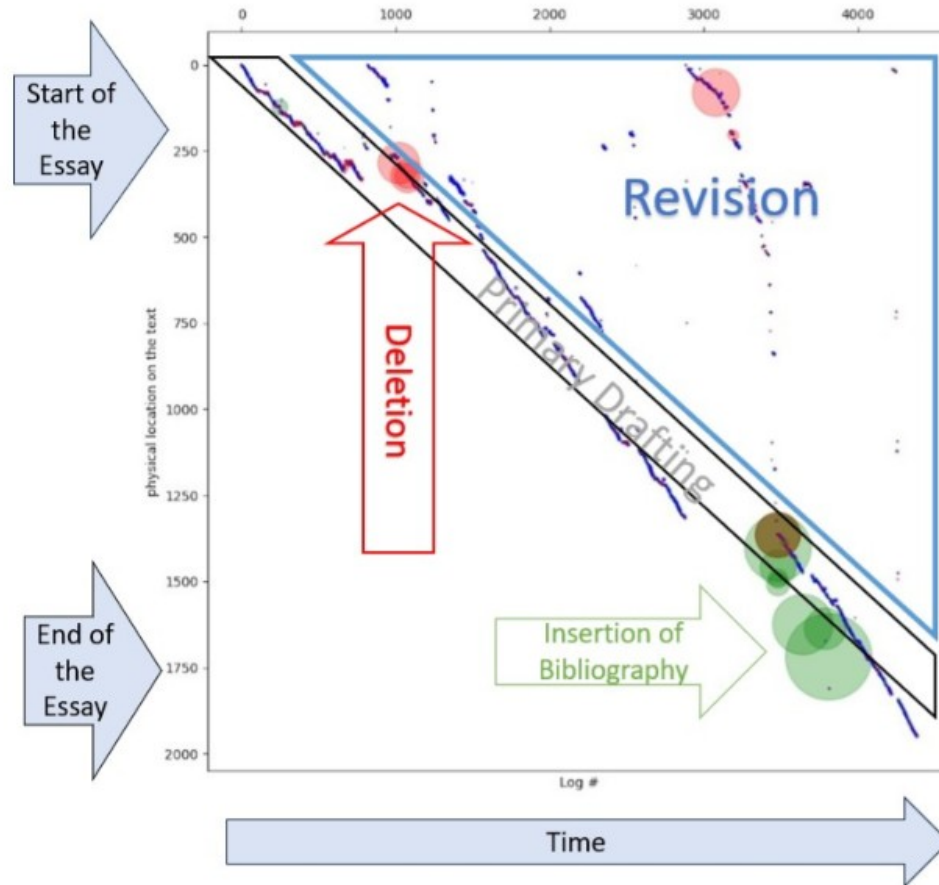 0
1000
2000
3000
4000
Start of
the
Essay
0
250
500
750
1000
1250
1500
1750
2000
physical location on the text
Revision
Primary Drafting
Deletion
Insertion of
Bibliography
End of
the
Essay
Log #
Time